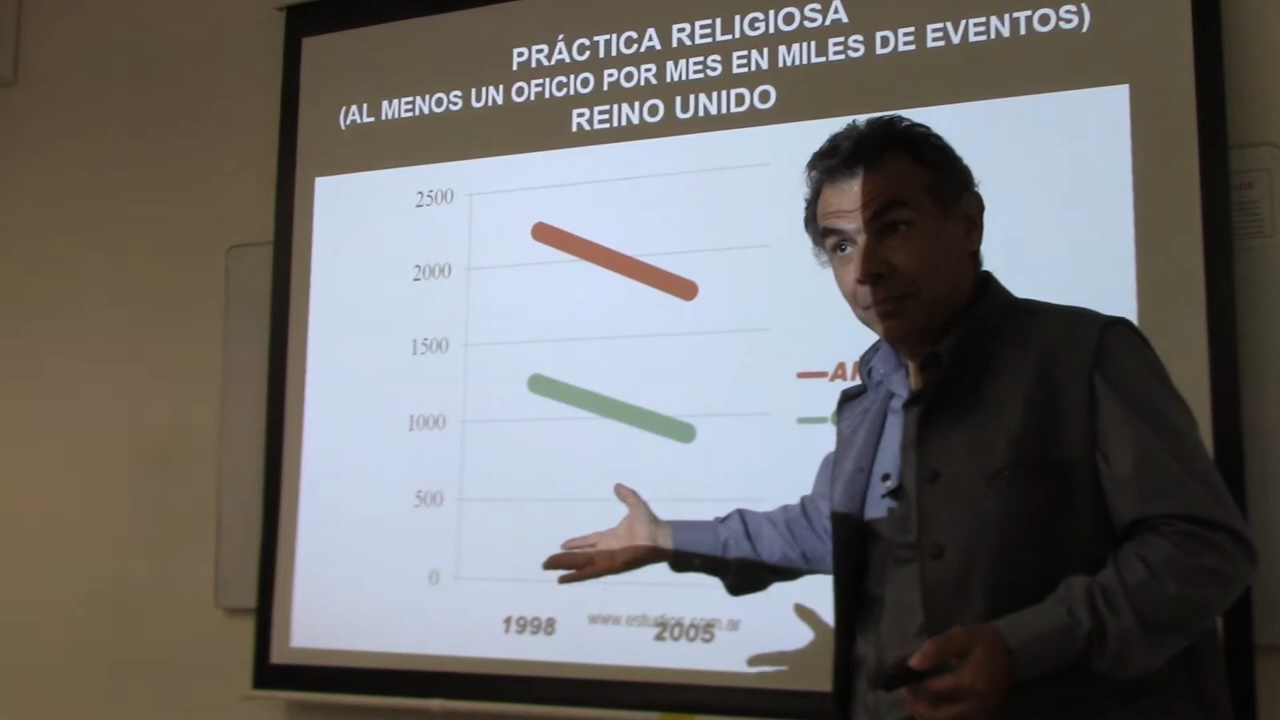 PRÁCTICA RELIGIOSA
(AL MENOS UN OFICIO POR MES EN MILES DE EVENTOS)
REINO UNIDO
2500
2000
1500
1000
500
0
1998
www.estudios.com.ar
2005